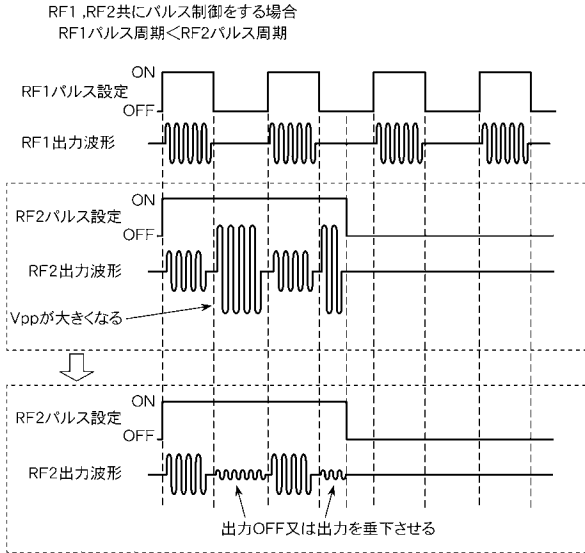 RF1 ,RF2共にパルス制御をする場合
RF1パルス周期＜RF2パルス周期
ON
RF1パルス設定
OFF
RF1出力波形
ON
RF2パルス設定
OFF
RF2出力波形
Vppが大きくなる
ON
RF2パルス設定
OFF
RF2出力波形
出力OFF又は出力を垂下させる